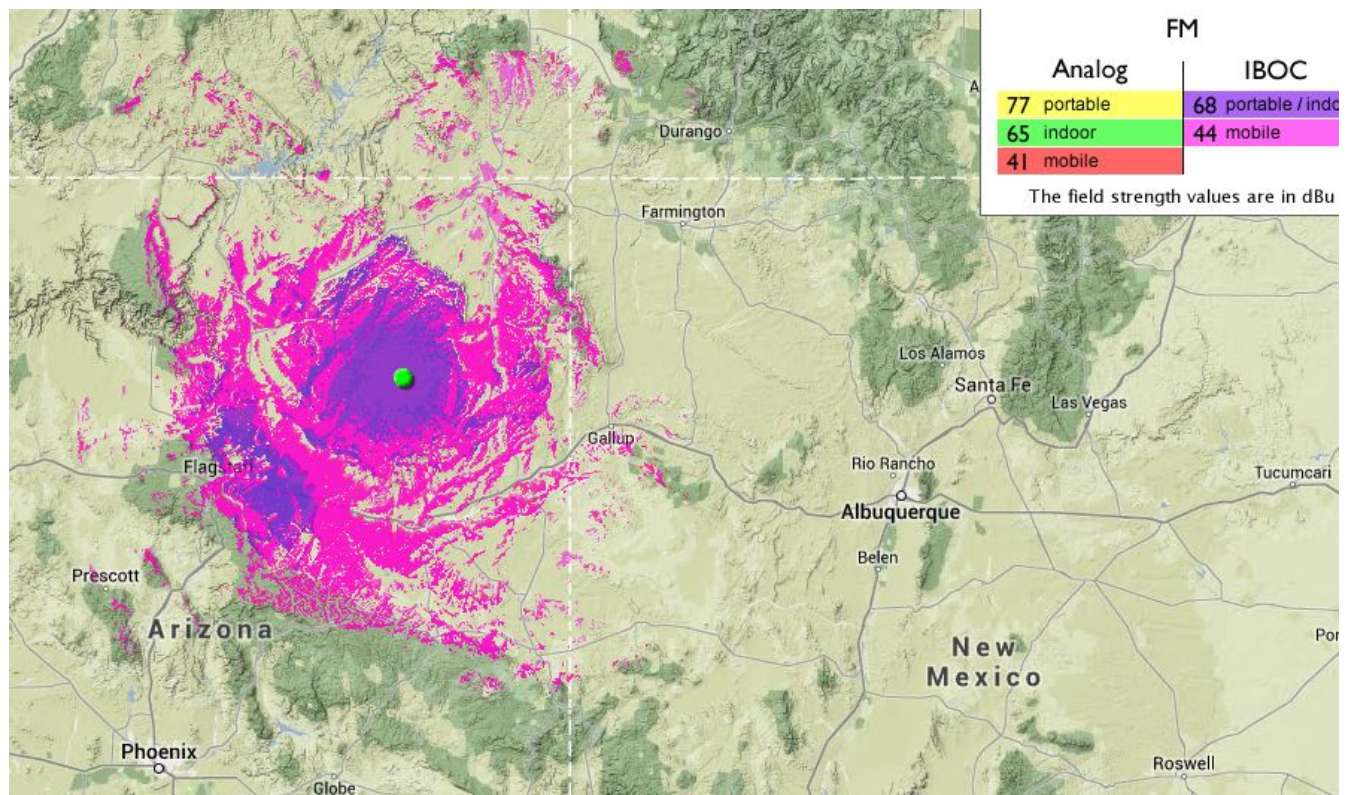 FM
Analog IBOC
A
77 portable 68 portable / indo
65 indoor 44 mobile
41 mobile
The field strength values are in dBu
Durango
Farmington
Los Alamos
Santa Fe
Las Vegas
Gallup
Flagstaff
Rio Rancho
Tucumcari
Albuquerque
Belen
Prescott
Arizona
New
Mexico
Por
Phoenix
Roswell
Globe